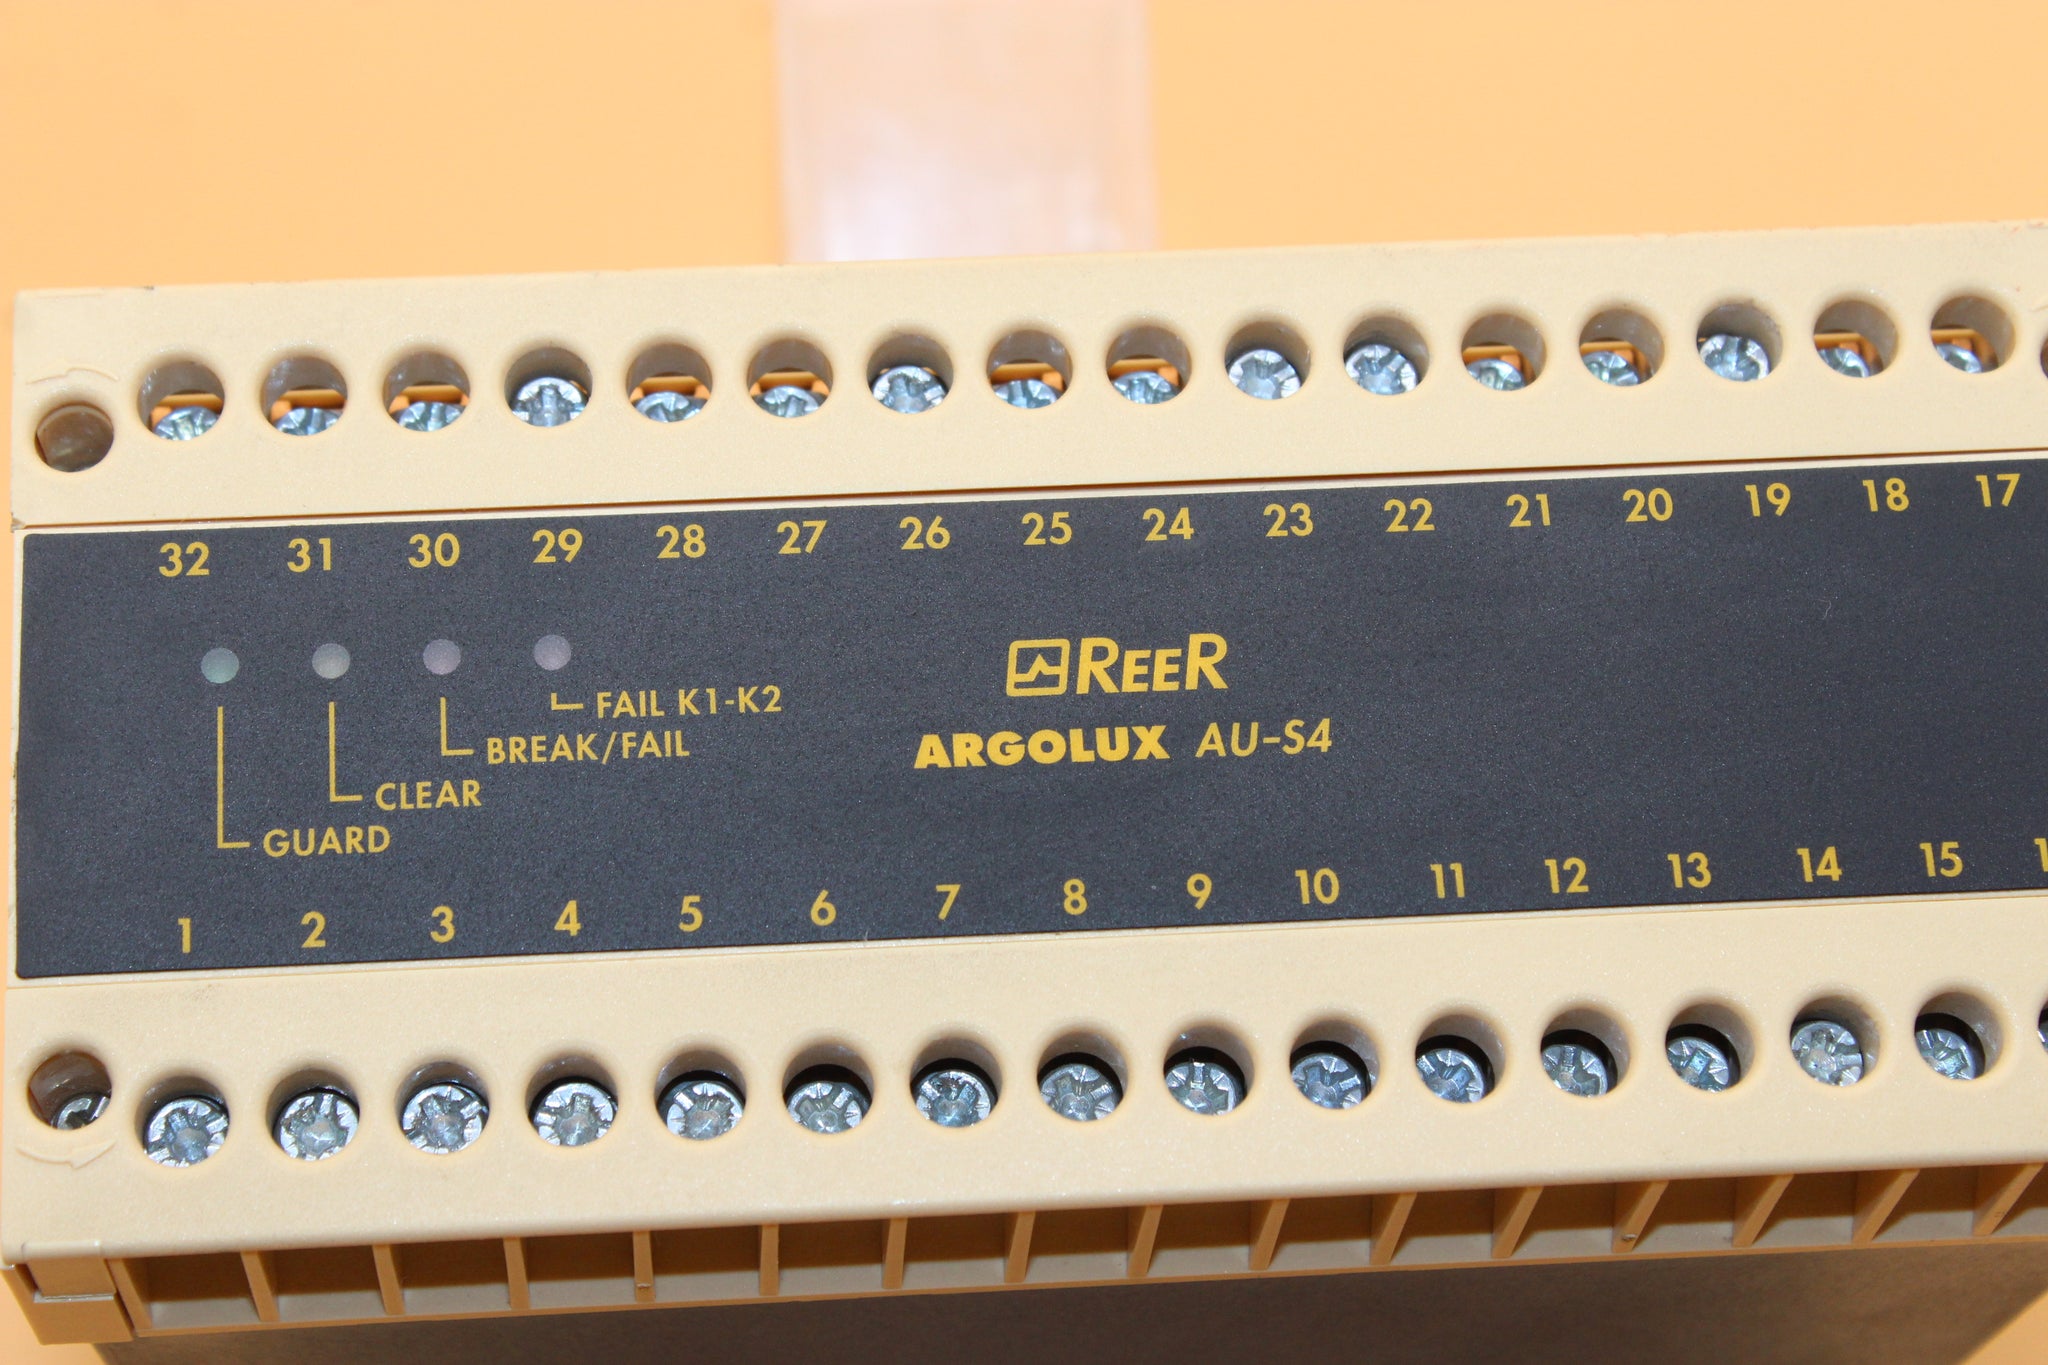 32 31 30 29 28 27 26 25 24 23 22 21 20 19 18 17
REER
ARGOLUX AU-S4
FAIL K1-K2
BREAK/FAIL
CLEAR
GUARD
1 2 3 4 5 6 7 8 9 10 11 12 13 14 15